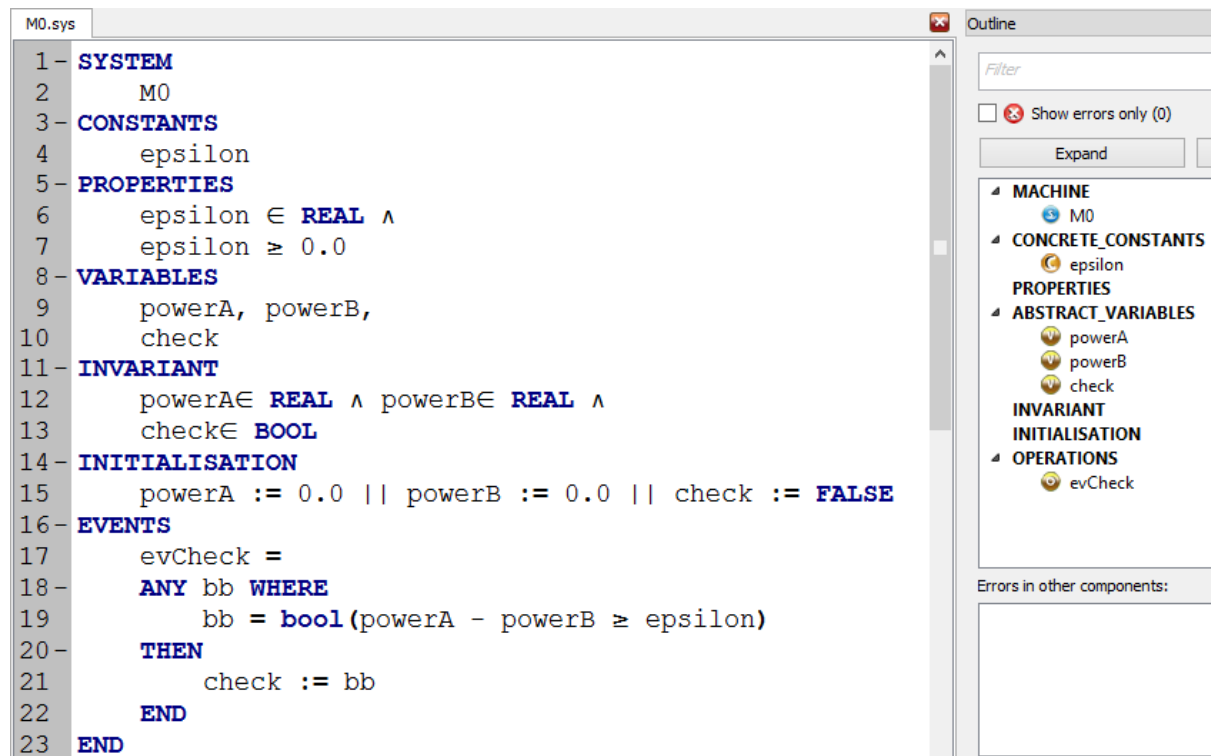 M0.sys
1 SYSTEM
2 M0
3 CONSTANTS
4 epsilon
5 PROPERTIES
6 epsilon ∈ REAL ∧
7 epsilon ≥ 0.0
8 VARIABLES
9 powerA, powerB,
10 check
11 INVARIANT
12 powerA∈ REAL ∧ powerB∈ REAL ∧
13 check∈ BOOL
14 INITIALISATION
15 powerA := 0.0 || powerB := 0.0 || check := FALSE
16 EVENTS
17 evCheck =
18 ANY bb WHERE
19 bb = bool(powerA - powerB ≥ epsilon)
20 THEN
21 check := bb
22 END
23 END
Outline
Filter
Show errors only (0)
Expand
MACHINE
M0
CONCRETE_CONSTANTS
epsilon
PROPERTIES
ABSTRACT_VARIABLES
powerA
powerB
check
INVARIANT
INITIALISATION
OPERATIONS
evCheck
Errors in other components: